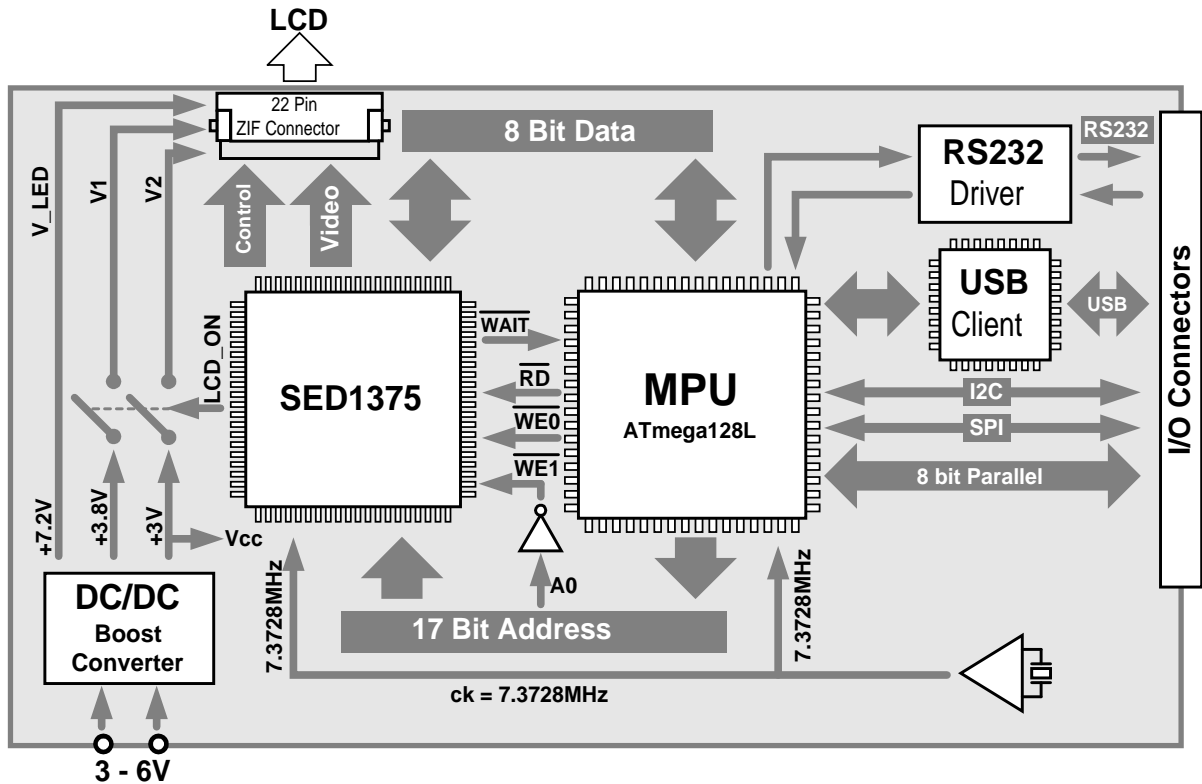 LCD
22 Pin
ZIF Connector
8 Bit Data
RS232
Driver
RS232
V_LED
V1
V2
Control
Video
USB
Client
USB
I/O Connectors
LCD_ON
SED1375
WAIT
RD
WE0
WE1
MPU
ATmega128L
I2C
SPI
8 bit Parallel
+7.2V
+3.8V
+3V
Vcc
A0
7.3728MHz
7.3728MHz
DC/DC
Boost
Converter
17 Bit Address
ck = 7.3728MHz
3 - 6V